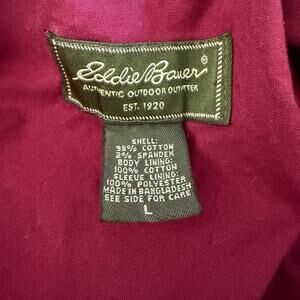 Eddie Bauer®
AUTHENTIC OUTDOOR OUTFITTER
EST. 1920
SHELL:
98% COTTON
2% SPANDEX
BODY LINING:
100% COTTON
SLEEVE LINING:
100% POLYESTER
MADE IN BANGLADESH
SEE SIDE FOR CARE
L